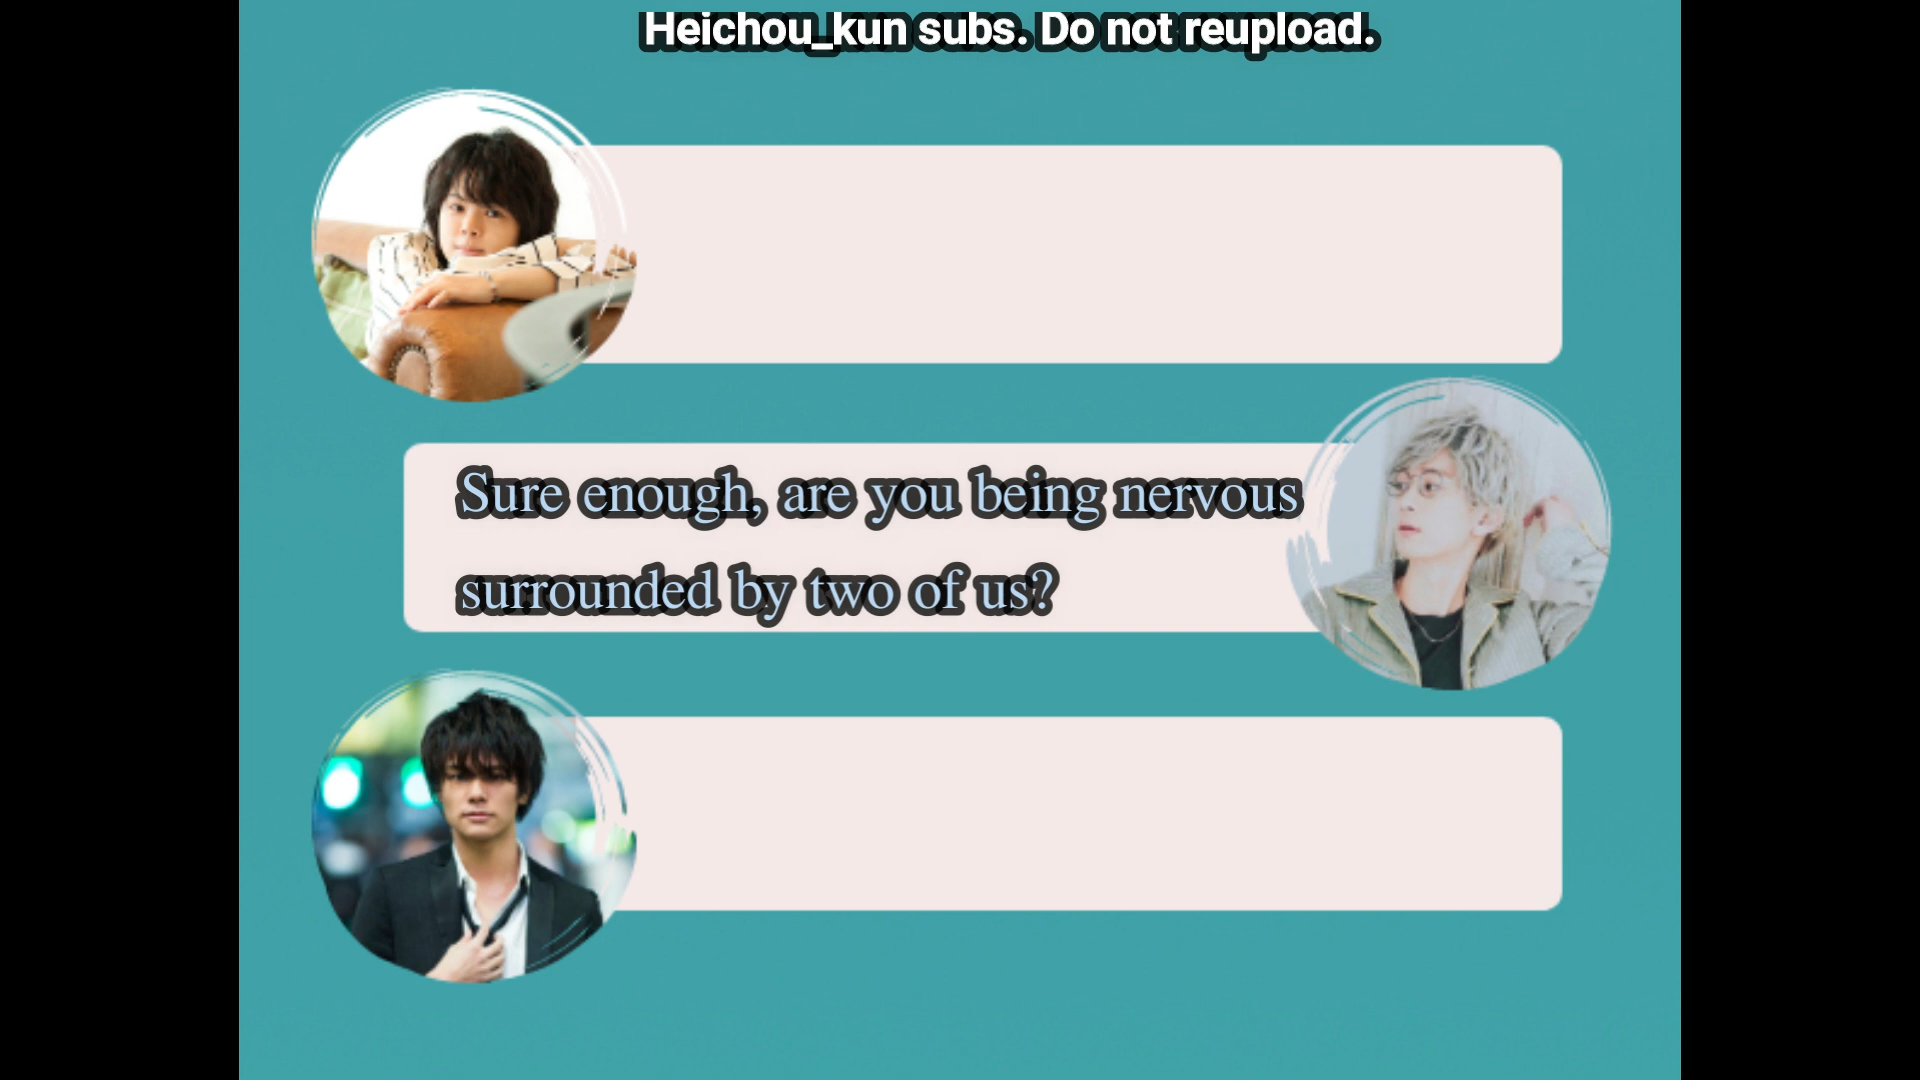 Heichou_kun subs. Do not reupload.
Sure enough, are you being nervous
surrounded by two of us?